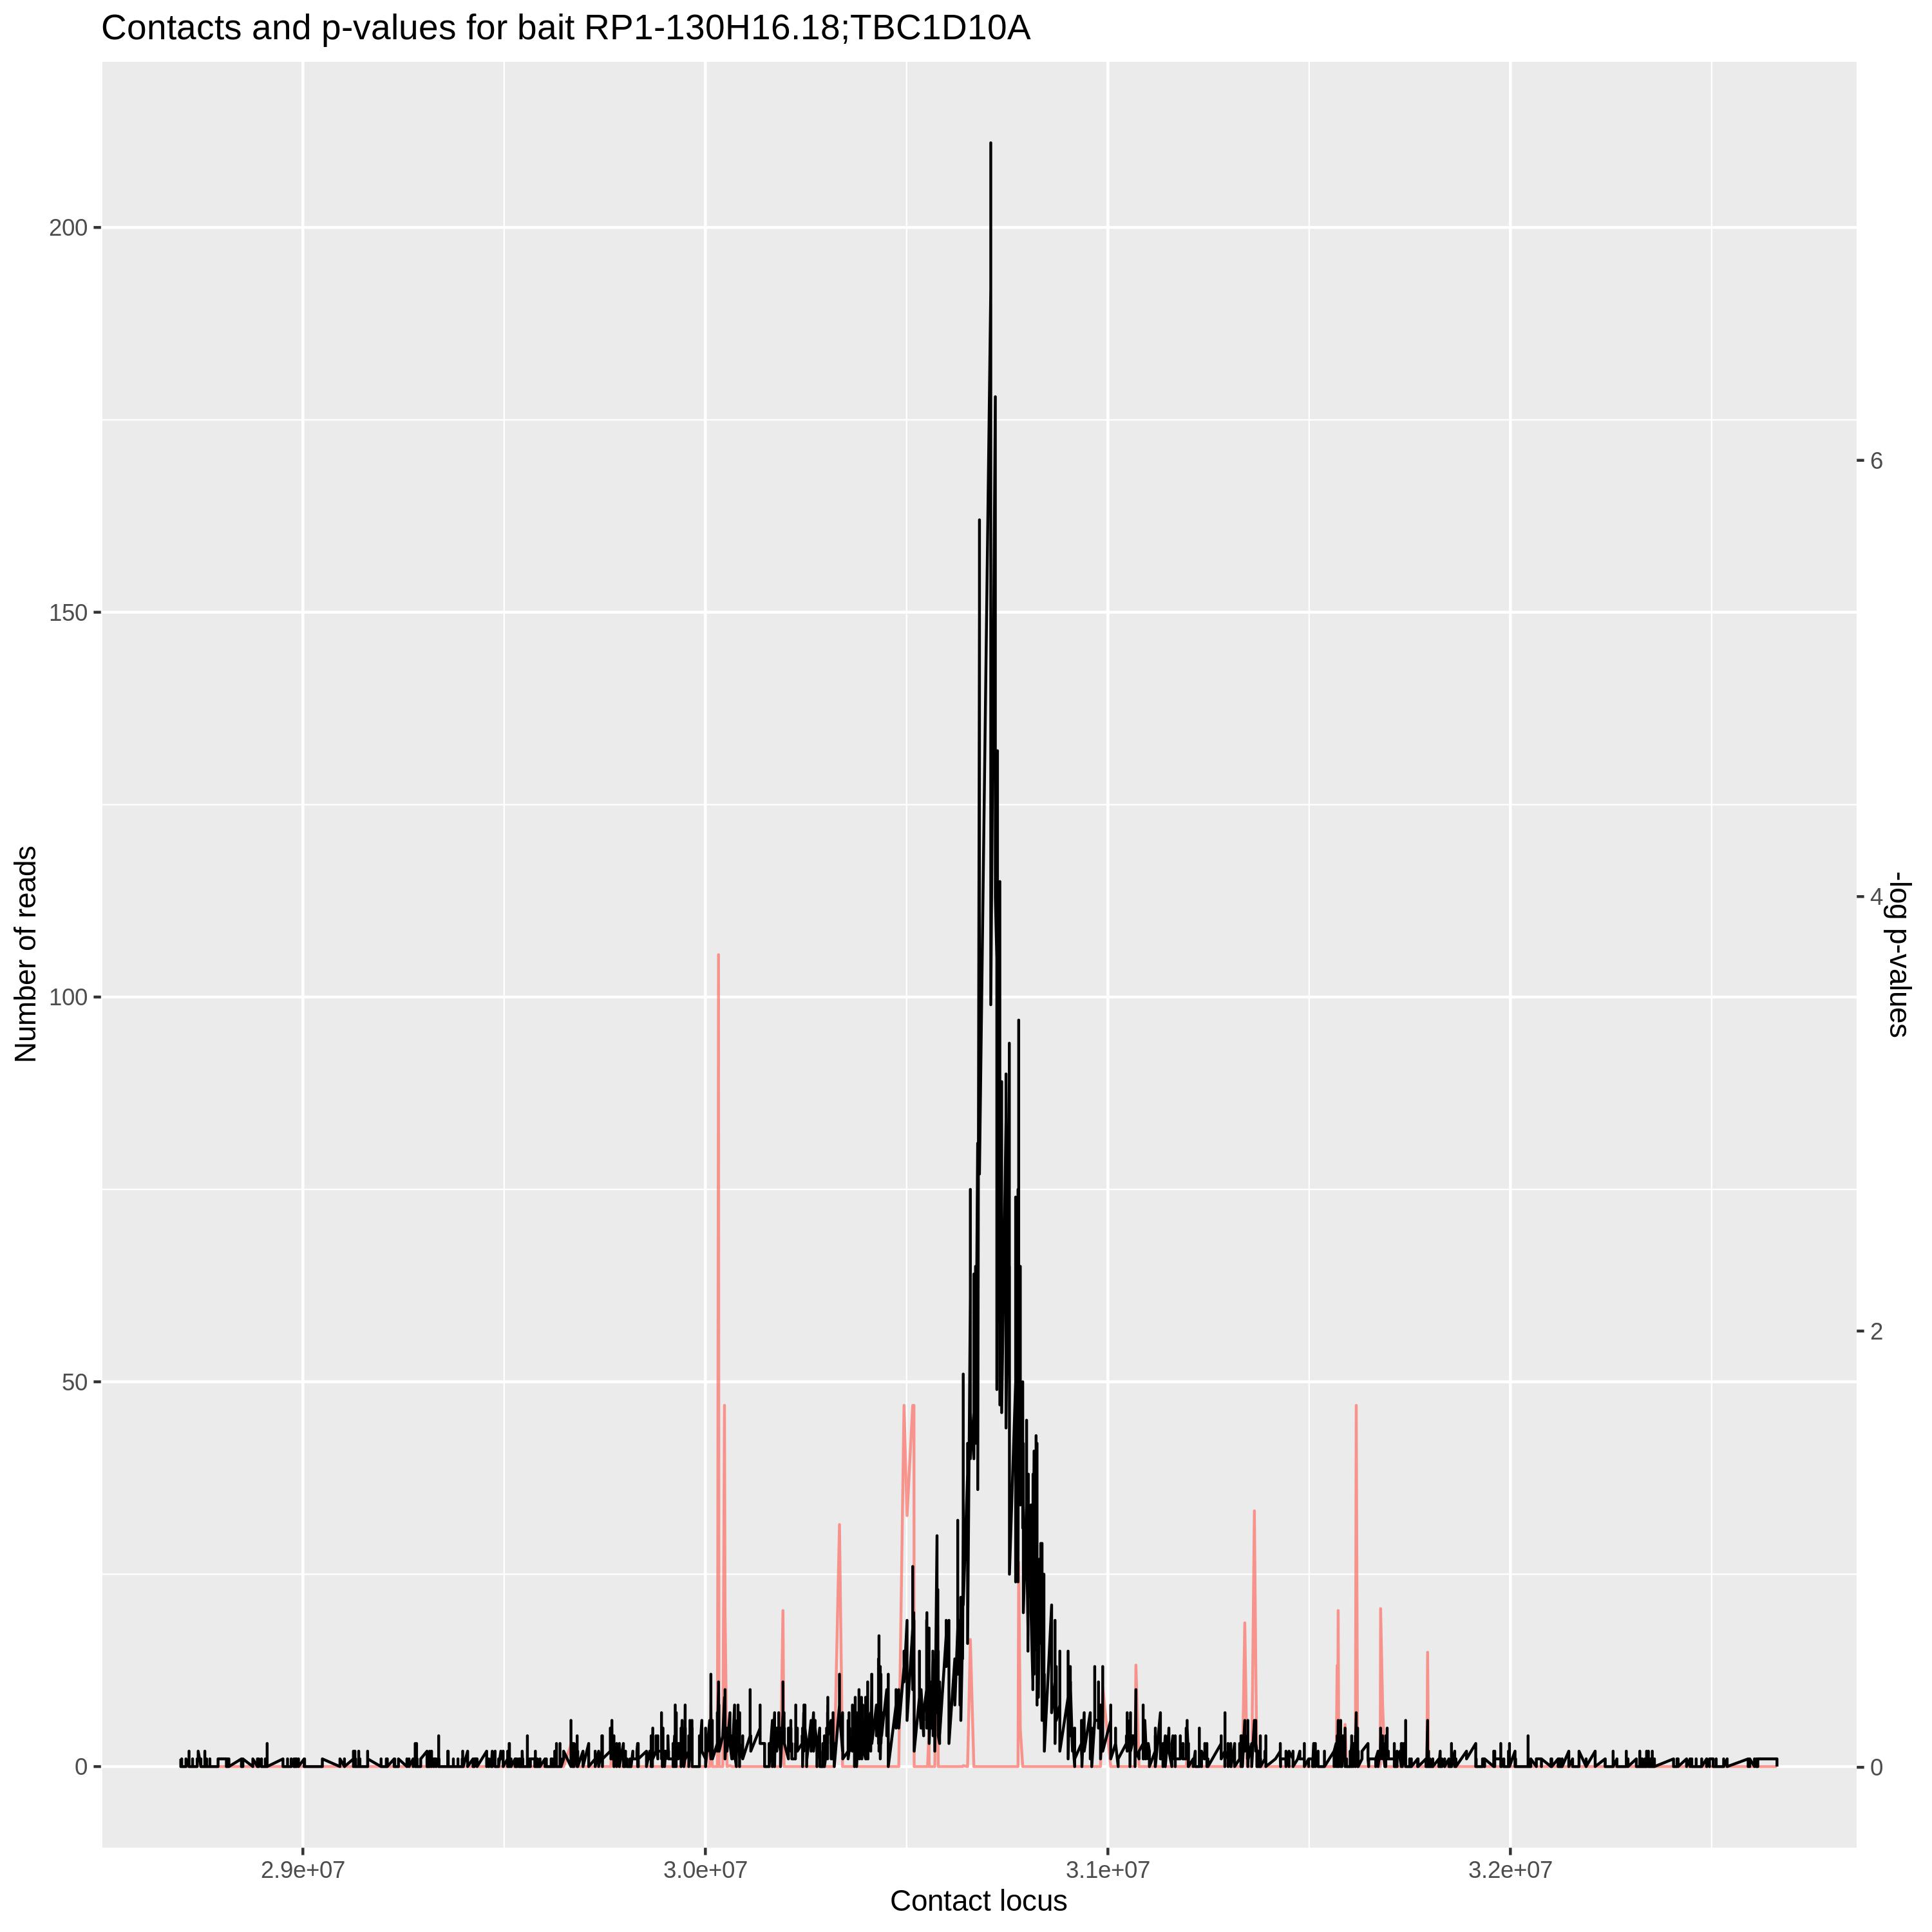 Contacts and p-values for bait RP1-130H16.18;TBC1D10A
200
150
100
50
0
Number of reads
6
4
2
0
-log p-values
2.9e+07
3.0e+07
3.1e+07
3.2e+07
Contact locus